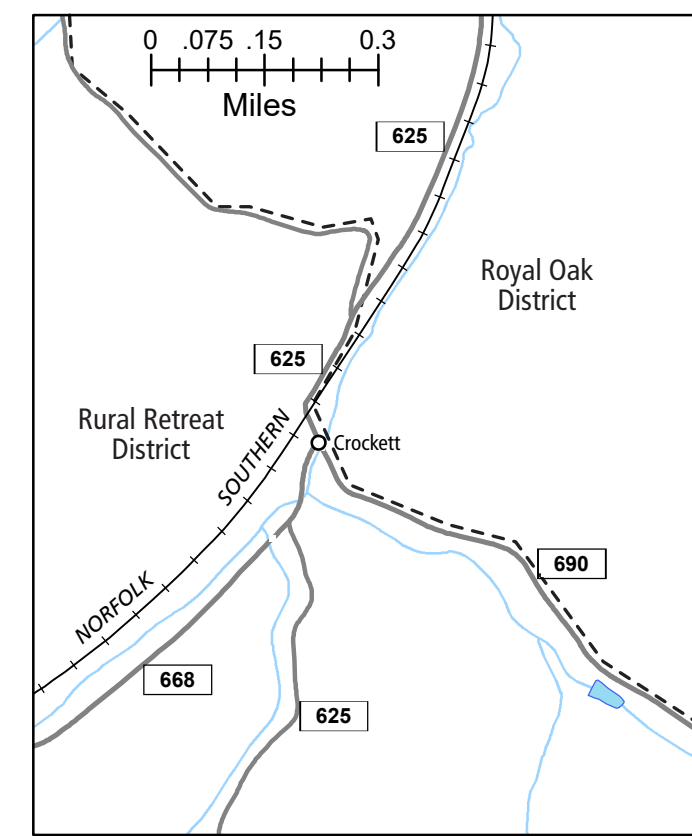 0 .075 .15 0.3
Miles
625
Royal Oak
District
625
Rural Retreat
District
SOUTHERN
Crockett
NORFOLK
690
668
625